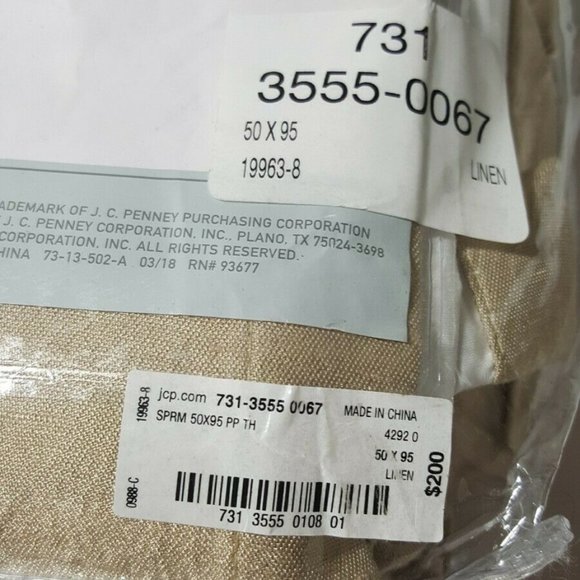 731
3555-0067
50 X 95
19963-8
LINEN
ADEMARK OF J. C. PENNEY PURCHASING CORPORATION
J. C. PENNEY CORPORATION, INC., PLANO, TX 75024-3698
CORPORATION, INC. ALL RIGHTS RESERVED.
HINA 73-13-502-A 03/18 RN# 93677
19963-8
jcp.com 731-3555 0067
MADE IN CHINA
SPRM 50X95 PP TH
4292 0
50 X 95
LINEN
$200
0988-C
731 3555 0108 01